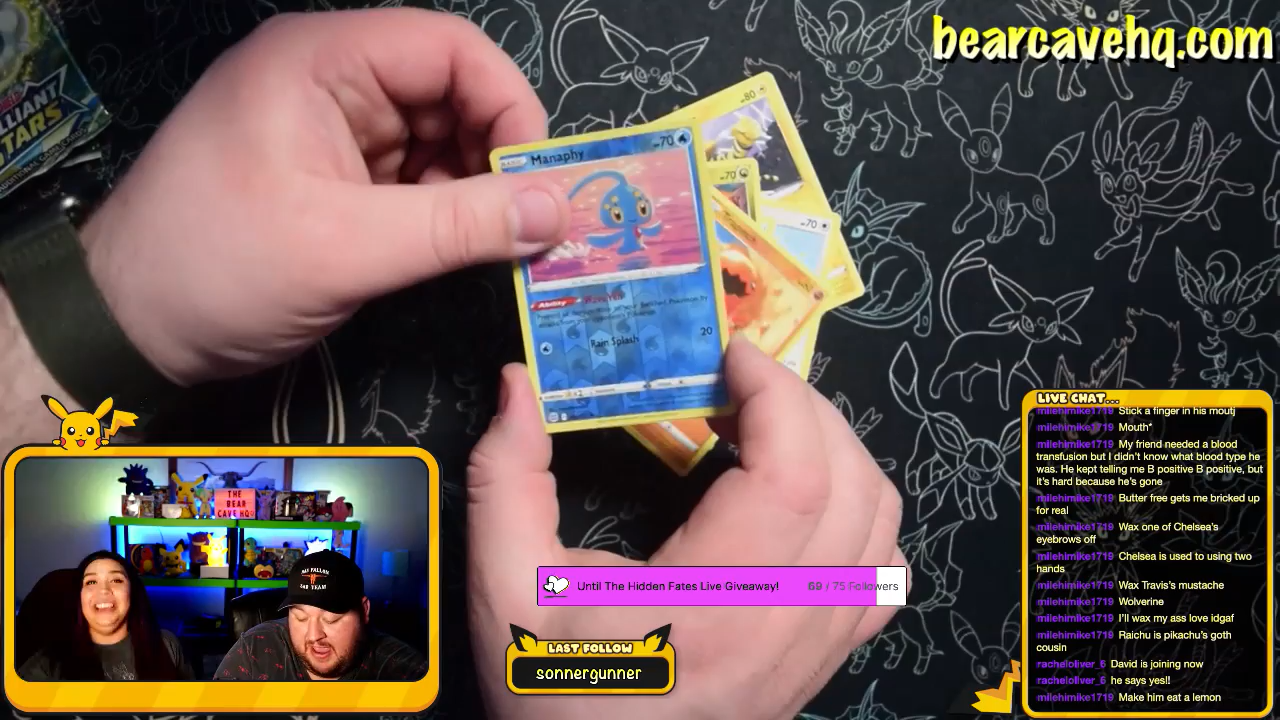 bearcavehq.com
LLIANT
STARS
80
BASIC
Manaphy
70
70
70
Ability
Rain Splash
20
THE
BEAR
CAVE HQ
Until The Hidden Fates Live Giveaway!
69 / 75 Followers
LAST FOLLOW
sonnergunner
LIVE CHAT...
milehimike1719 Stick a finger in his moutj
milehimike1719 Mouth*
milehimike1719 My friend needed a blood
transfusion but I didn't know what blood type he
was. He kept telling me B positive B positive, but
it's hard because he's gone
milehimike1719 Butter free gets me bricked up
for real
milehimike1719 Wax one of Chelsea's
eyebrows off
milehimike1719 Chelsea is used to using two
hands
milehimike1719 Wax Travis's mustache
milehimike1719 Wolverine
milehimike1719 I'll wax my ass love idgaf
milehimike1719 Raichu is pikachu's goth
cousin
racheloliver_6 David is joining now
racheloliver_6 he says yes!!
milehimike1719 Make him eat a lemon